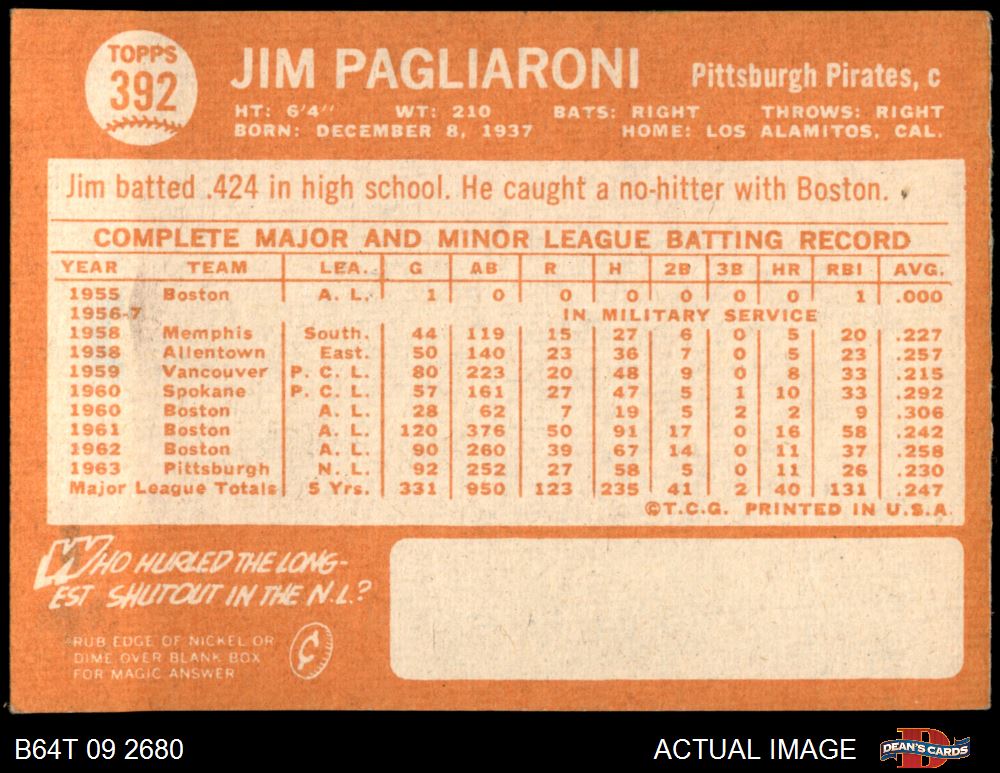 TOPPS
392
JIM PAGLIARONI Pittsburgh Pirates, c
HT: 6'4" WT: 210 BATS: RIGHT THROWS: RIGHT
BORN: DECEMBER 8, 1937 HOME: LOS ALAMITOS, CAL.
Jim batted .424 in high school. He caught a no-hitter with Boston.
COMPLETE MAJOR AND MINOR LEAGUE BATTING RECORD
YEAR TEAM LEA. G AB R H 2B 3B HR RBI AVG.
1955 Boston A. L. 1 0 0 0 0 0 0 1 .000
1956-7 IN MILITARY SERVICE
1958 Memphis South. 44 119 15 27 6 0 5 20 .227
1958 Allentown East. 50 140 23 36 7 0 5 23 .257
1959 Vancouver P. C. L. 80 223 20 48 9 0 8 33 .215
1960 Spokane P. C. L. 57 161 27 47 5 1 10 33 .292
1960 Boston A. L. 28 62 7 19 5 2 2 9 .306
1961 Boston A. L. 120 376 50 91 17 0 16 58 .242
1962 Boston A. L. 90 260 39 67 14 0 11 37 .258
1963 Pittsburgh N. L. 92 252 27 58 5 0 11 26 .230
Major League Totals 5 Yrs. 331 950 123 235 41 2 40 131 .247
©T.C.G. PRINTED IN U.S.A.
WHO HURLED THE LONG-
EST SHUTOUT IN THE N.L.?
RUB EDGE OF NICKEL OR
DIME OVER BLANK BOX
FOR MAGIC ANSWER
¢
B64T 09 2680 ACTUAL IMAGE DEAN'S CARDS